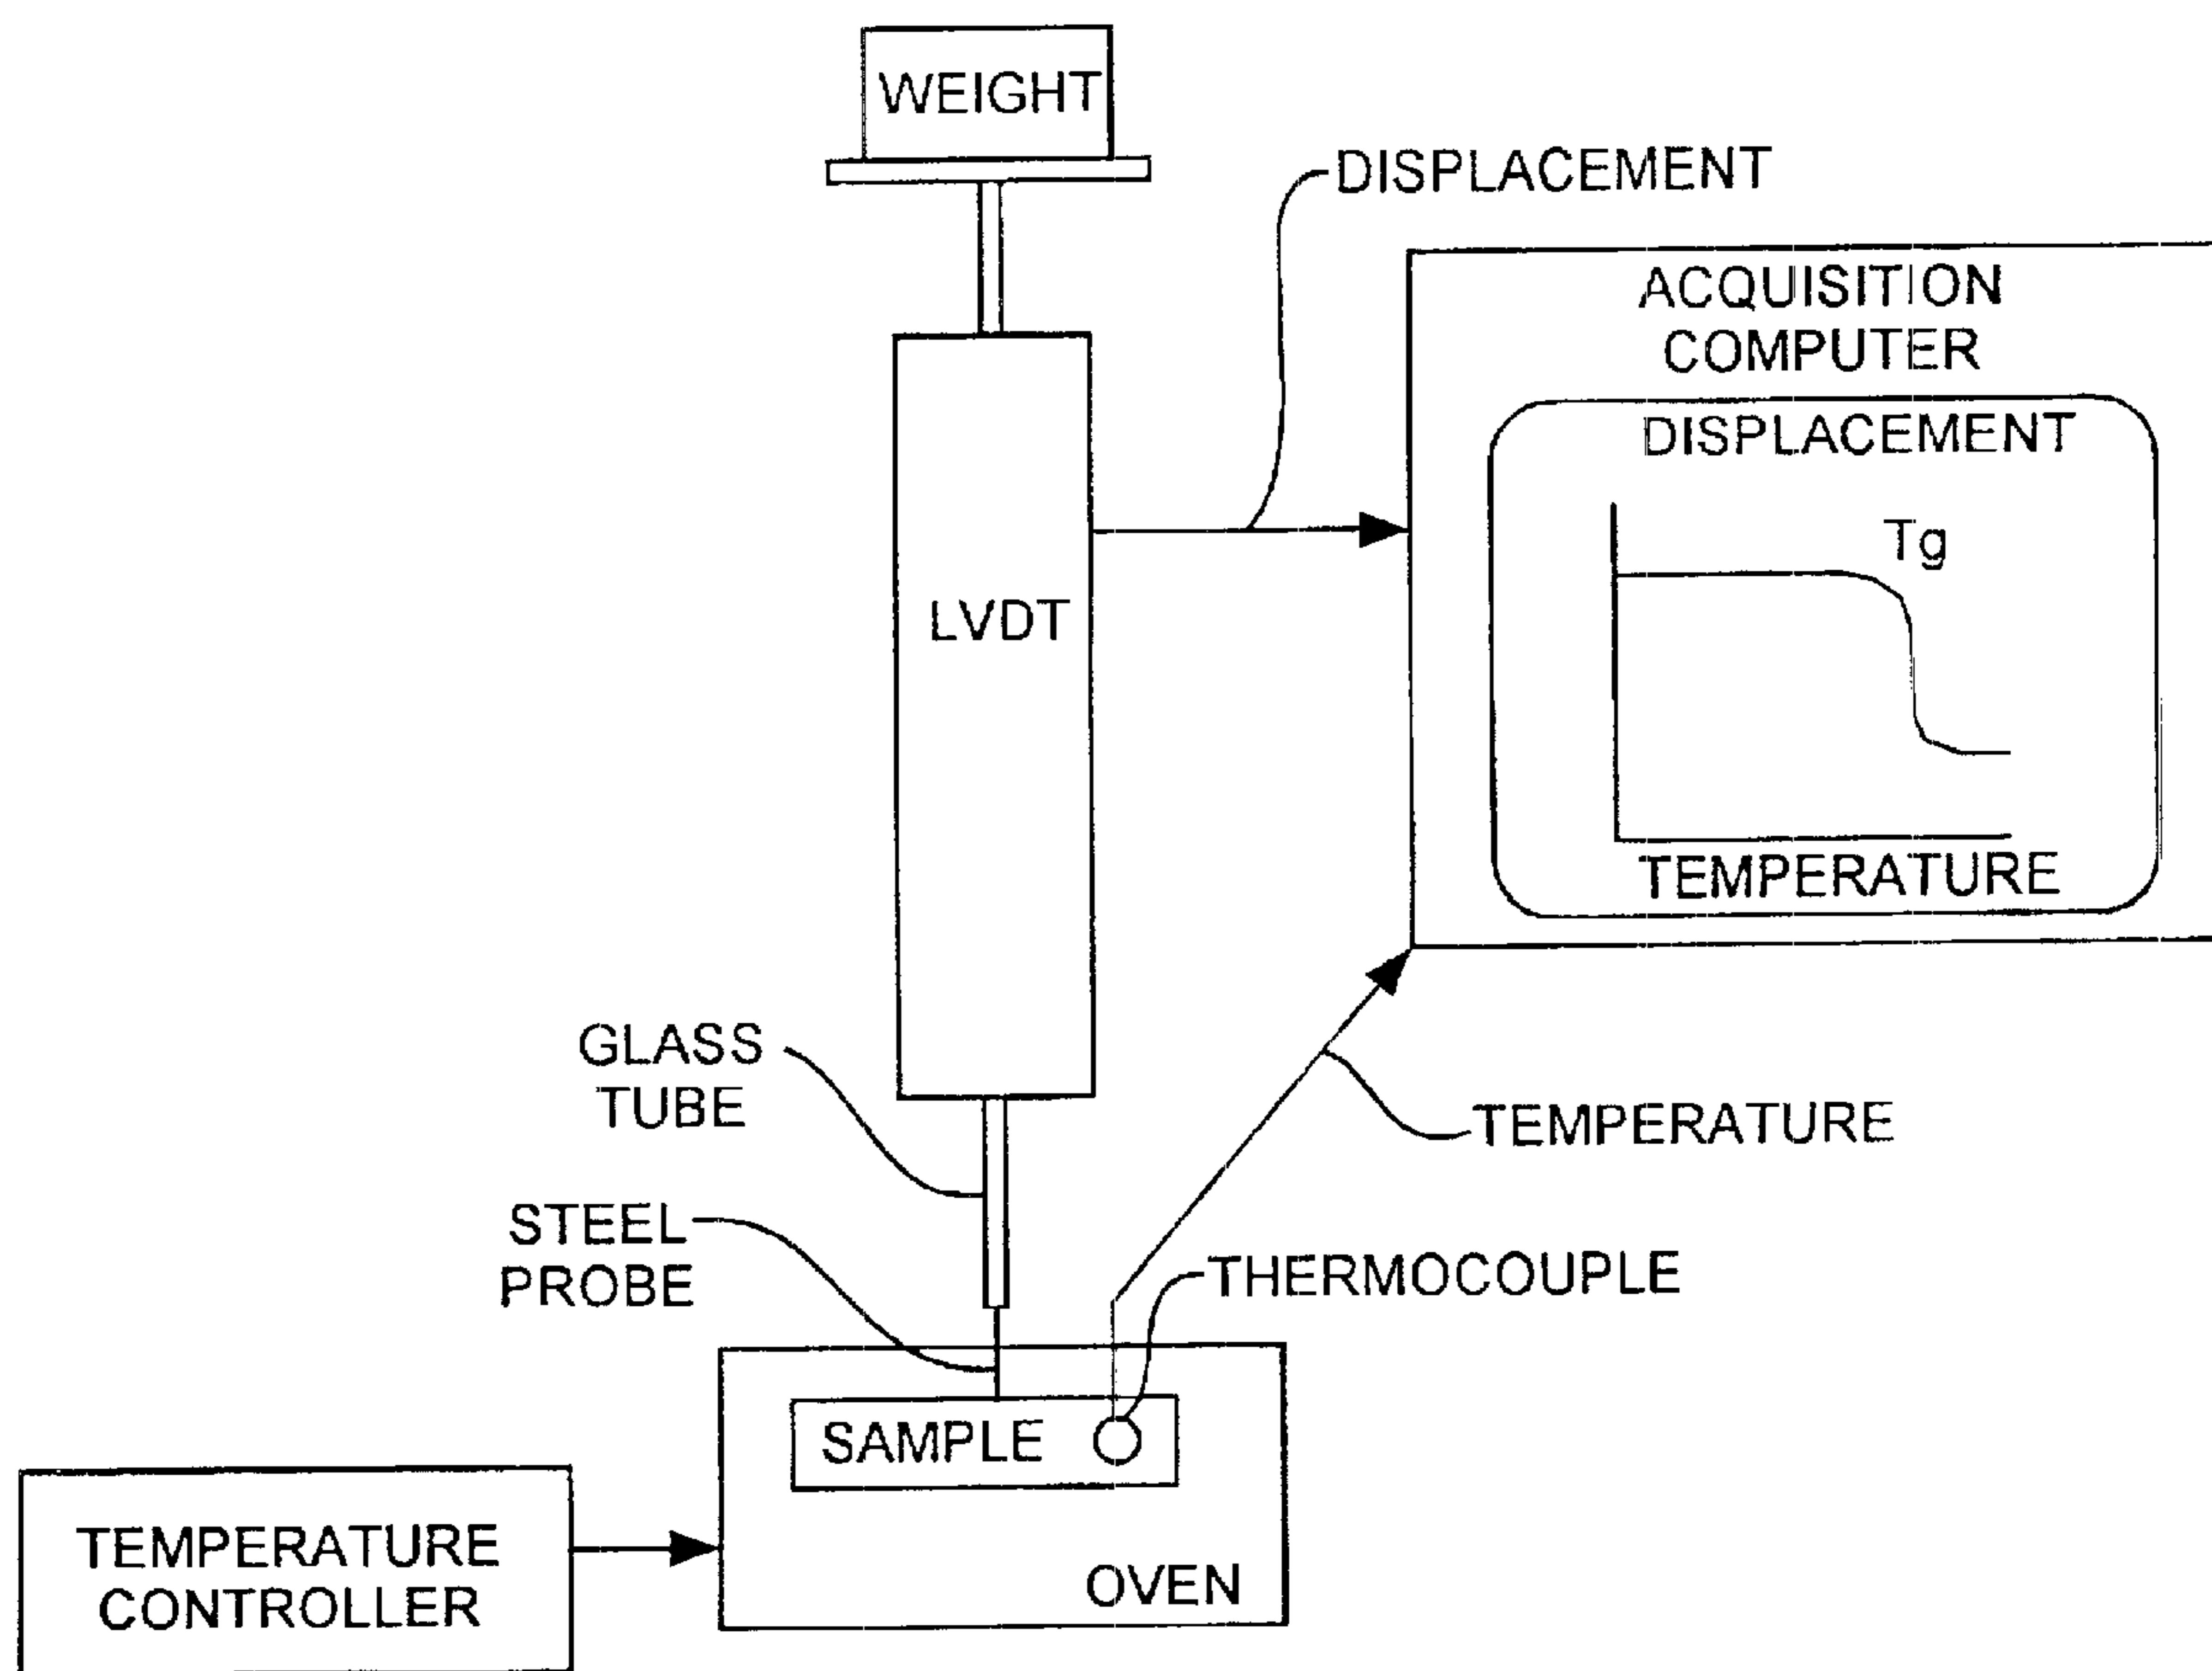 WEIGHT
DISPLACEMENT
ACQUISITION
COMPUTER
DISPLACEMENT
Tg
LVDT
TEMPERATURE
GLASS
TUBE
TEMPERATURE
STEEL
PROBE
THERMOCOUPLE
SAMPLE
TEMPERATURE
CONTROLLER
OVEN